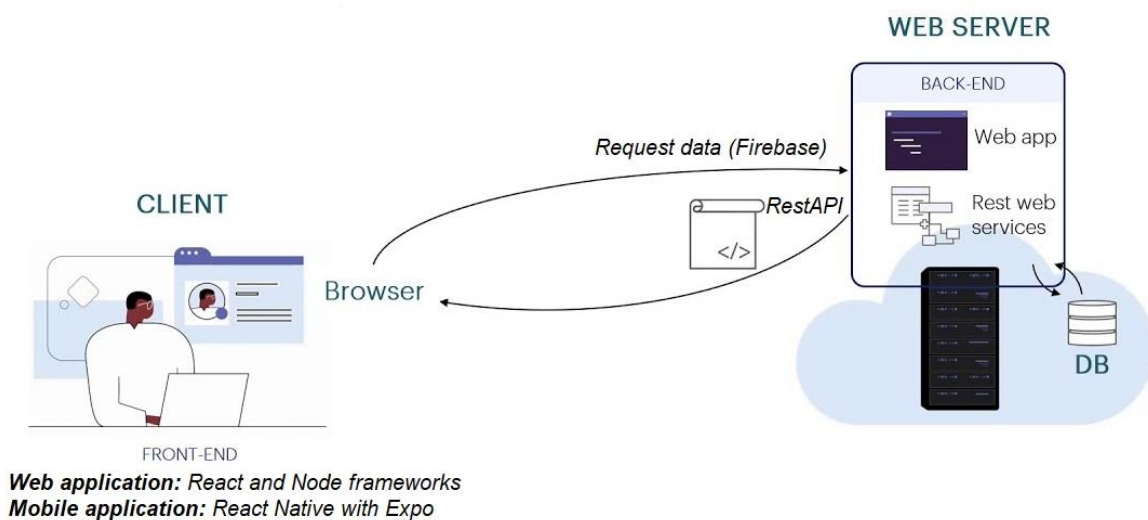 WEB SERVER
BACK-END
Web app
Rest web
services
Request data (Firebase)
RestAPI
</>
CLIENT
Browser
DB
FRONT-END
Web application: React and Node frameworks
Mobile application: React Native with Expo